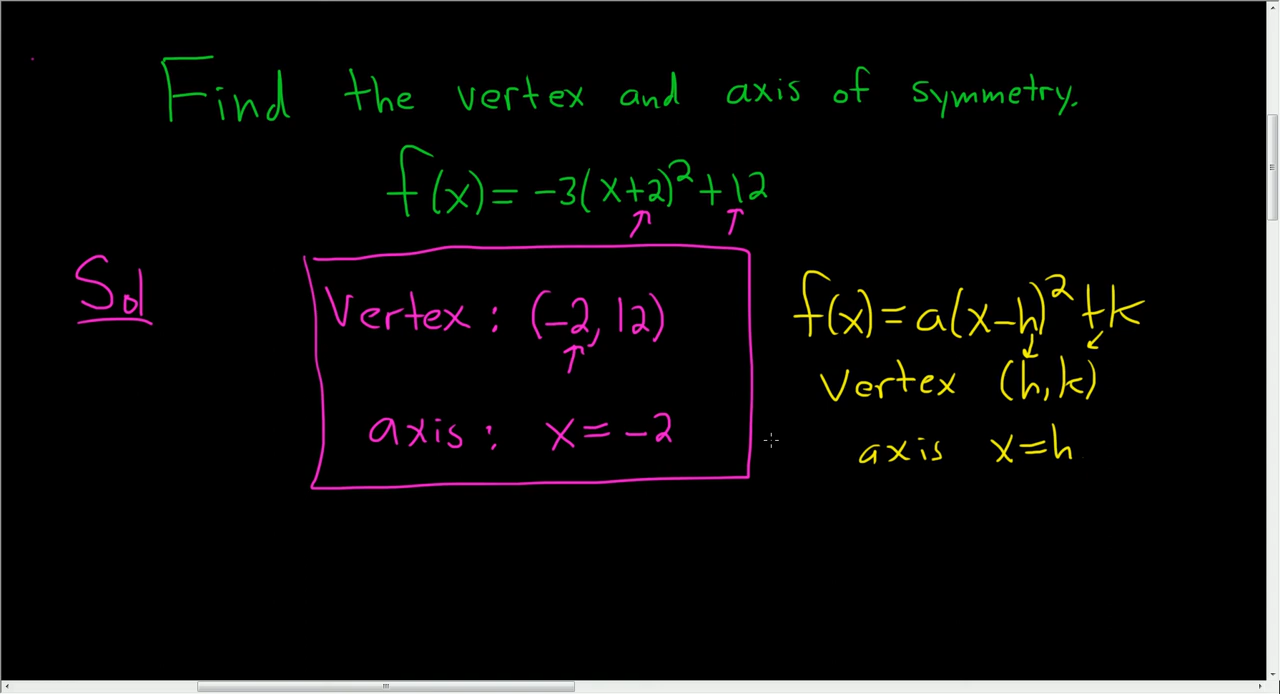 Find the vertex and axis of symmetry.
f(x) = -3(x+2)² + 12
Sol
Vertex : (-2, 12)
axis : x = -2
f(x) = a(x-h)² + k
Vertex (h, k)
axis x = h